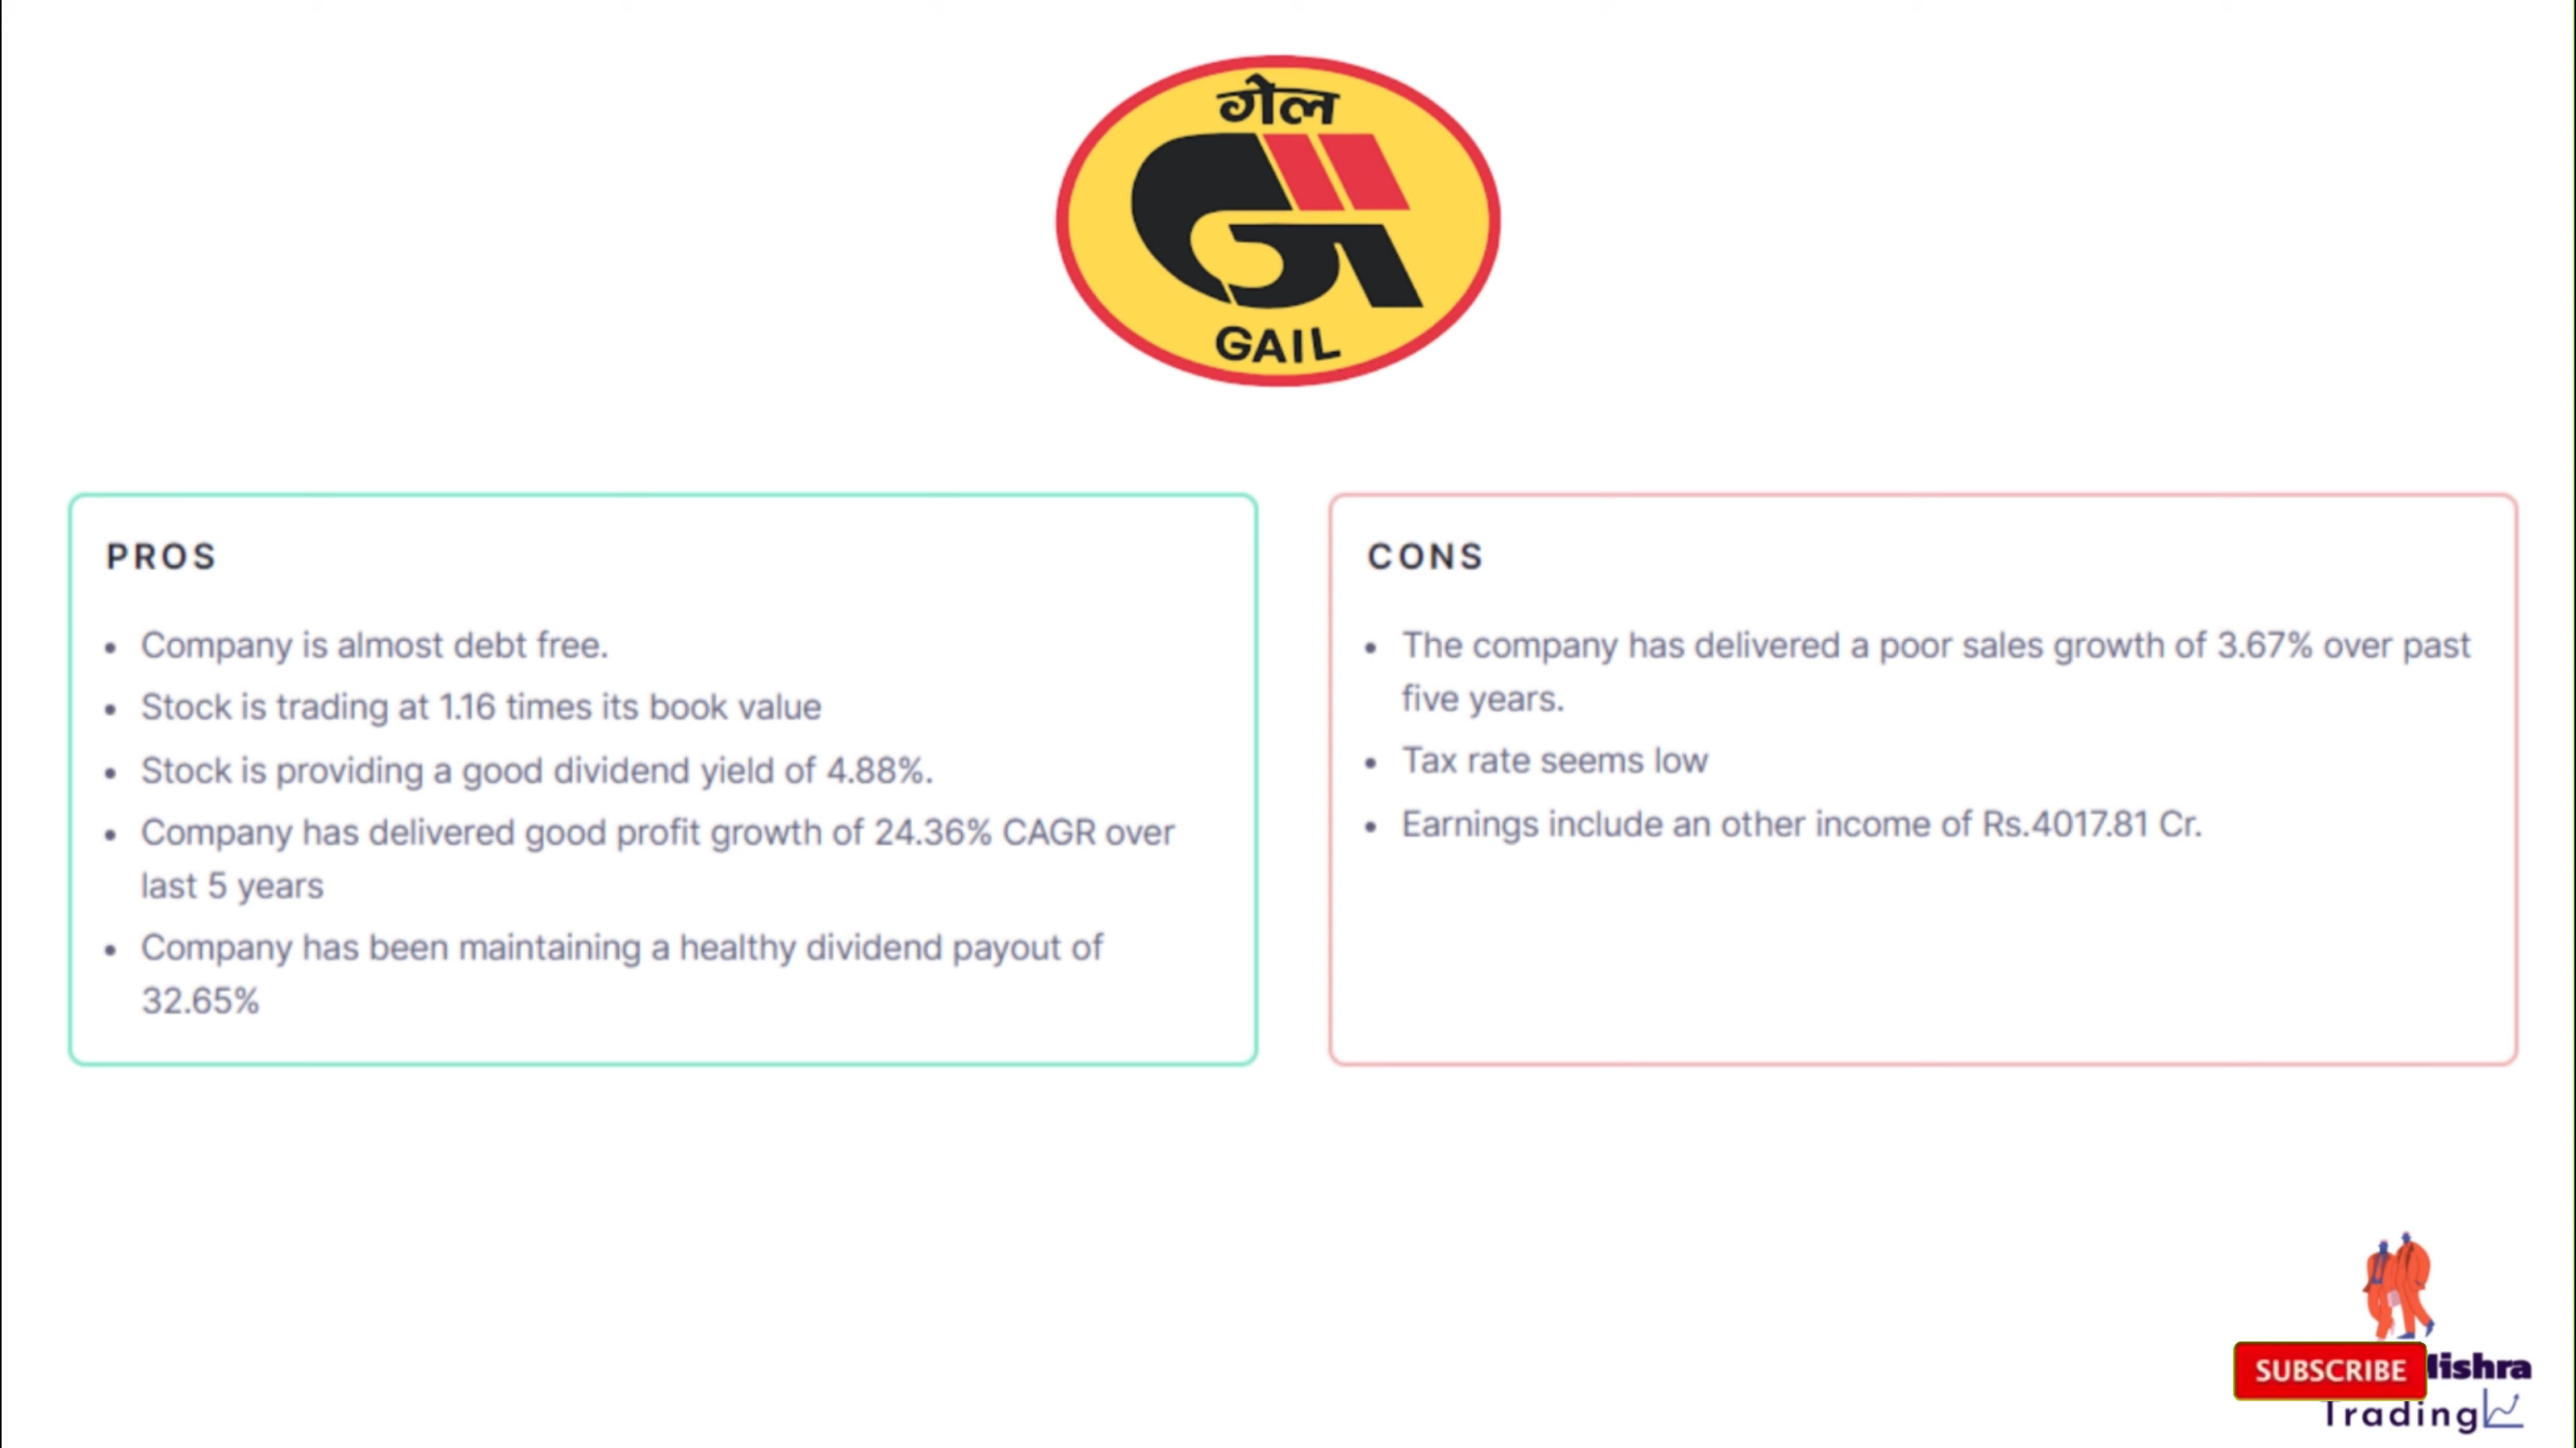 गेल
GAIL
PROS
• Company is almost debt free.
• Stock is trading at 1.16 times its book value
• Stock is providing a good dividend yield of 4.88%.
• Company has delivered good profit growth of 24.36% CAGR over
last 5 years
• Company has been maintaining a healthy dividend payout of
32.65%
CONS
• The company has delivered a poor sales growth of 3.67% over past
five years.
• Tax rate seems low
• Earnings include an other income of Rs.4017.81 Cr.
SUBSCRIBE
Trading